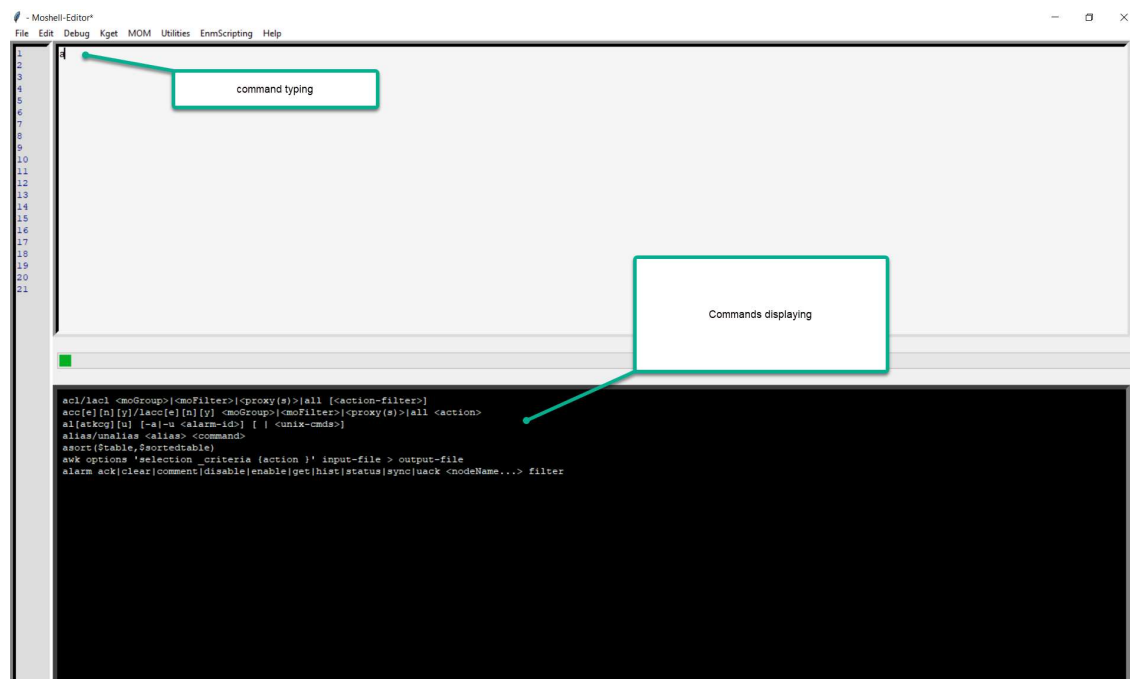 - Moshell-Editor*
File Edit Debug Kget MOM Utilities EnmScripting Help
1
a
command typing
2
3
4
5
6
7
8
9
10
11
12
13
14
15
16
17
18
19
20
21
Commands displaying
acl/lacl <moGroup>|<moFilter>|<proxy(s)>|all [<action-filter>]
acc[e][n][y]/lacc[e][n][y] <moGroup>|<moFilter>|<proxy(s)>|all <action>
al[atkcg][u] [-a|-u <alarm-id>] [ | <unix-cmds>]
alias/unalias <alias> <command>
asort($table,$sortedtable)
awk options 'selection _criteria {action }' input-file > output-file
alarm ack|clear|comment|disable|enable|get|hist|status|sync|uack <nodeName...> filter